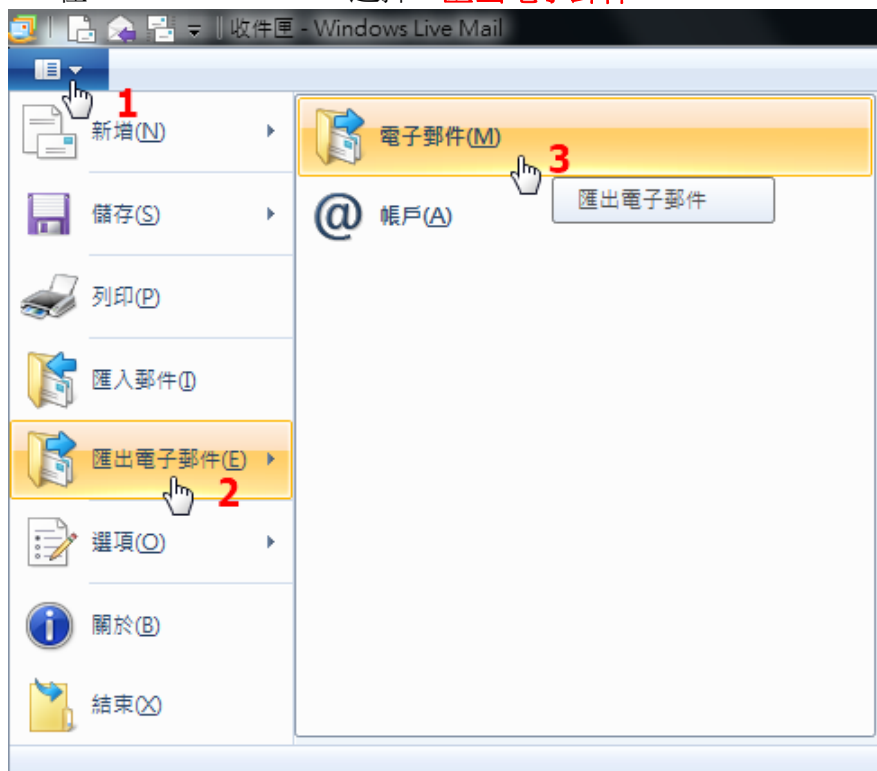 收件匣 - Windows Live Mail
1
新增(N)
儲存(S)
列印(P)
匯入郵件(I)
匯出電子郵件(E)
2
選項(O)
關於(B)
結束(X)
電子郵件(M)
3
匯出電子郵件
帳戶(A)